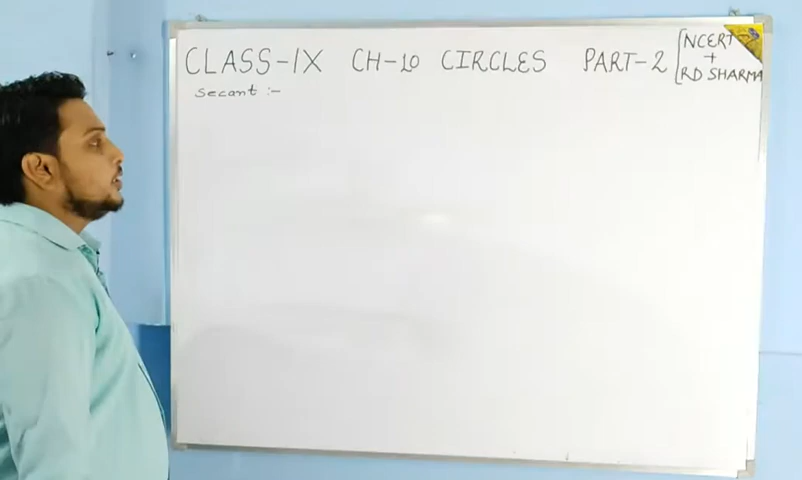 CLASS-IX CH-10 CIRCLES PART-2 [NCERT
+
RD SHARMA
Secant :-